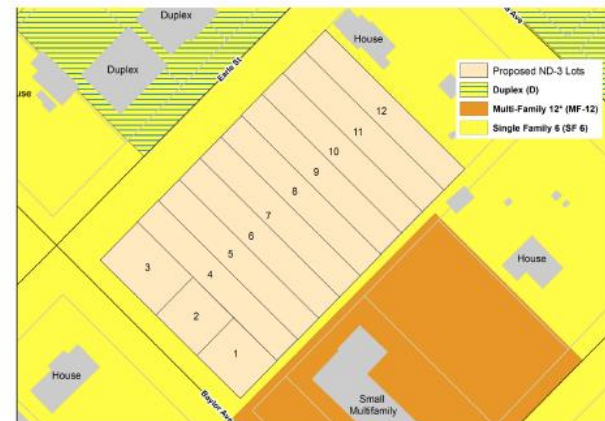 Duplex
Duplex
House
use
Earle St
Ave
Proposed ND-3 Lots
Duplex (D)
Multi-Family 12* (MF-12)
Single Family 6 (SF 6)
12
11
10
9
8
7
6
5
4
3
2
1
House
House
Small
Multifamily
Baylor Ave